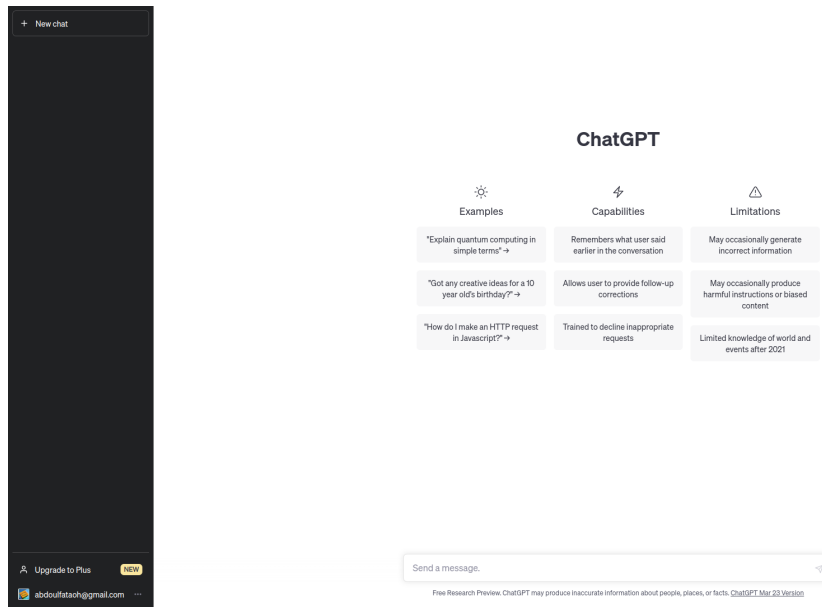 + New chat
ChatGPT
Examples
"Explain quantum computing in
simple terms" →
"Got any creative ideas for a 10
year old's birthday?" →
"How do I make an HTTP request
in Javascript?" →
Capabilities
Remembers what user said
earlier in the conversation
Allows user to provide follow-up
corrections
Trained to decline inappropriate
requests
Limitations
May occasionally generate
incorrect information
May occasionally produce
harmful instructions or biased
content
Limited knowledge of world and
events after 2021
Upgrade to Plus NEW
abdoulfataoh@gmail.com ...
Send a message.
Free Research Preview. ChatGPT may produce inaccurate information about people, places, or facts. ChatGPT Mar 23 Version